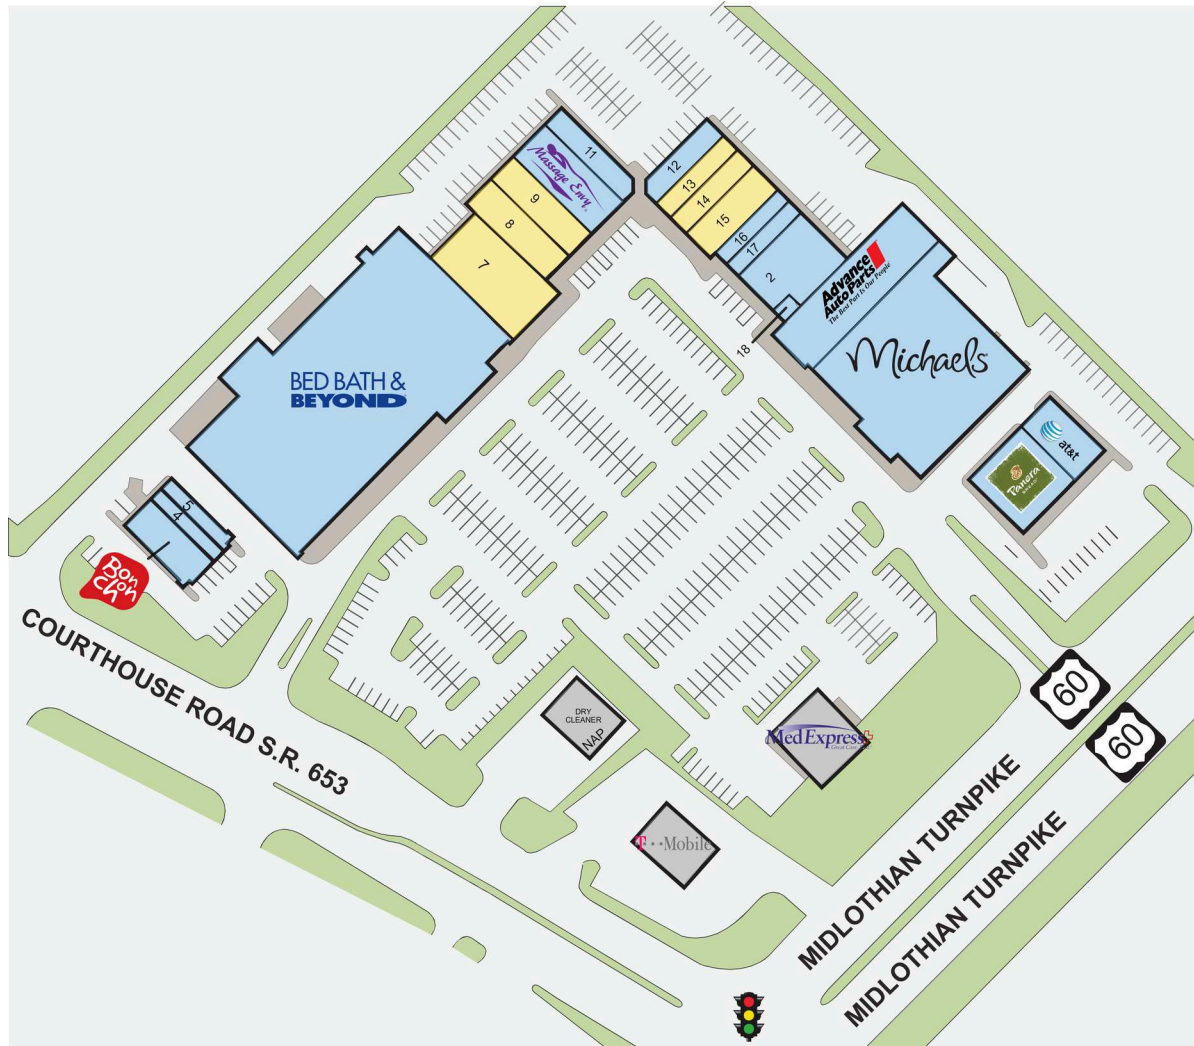 11
Massage Envy
9
8
7
12
13
14
15
16
17
2
18
Advance
Auto Parts
The Best Part Is Our People
Michaels
BED BATH &
BEYOND
at&t
Panera
BREAD
5
4
Bon
Chon
COURTHOUSE ROAD S.R. 653
DRY
CLEANER
NAP
MedExpress
T··Mobile
60
60
MIDLOTHIAN TURNPIKE
MIDLOTHIAN TURNPIKE